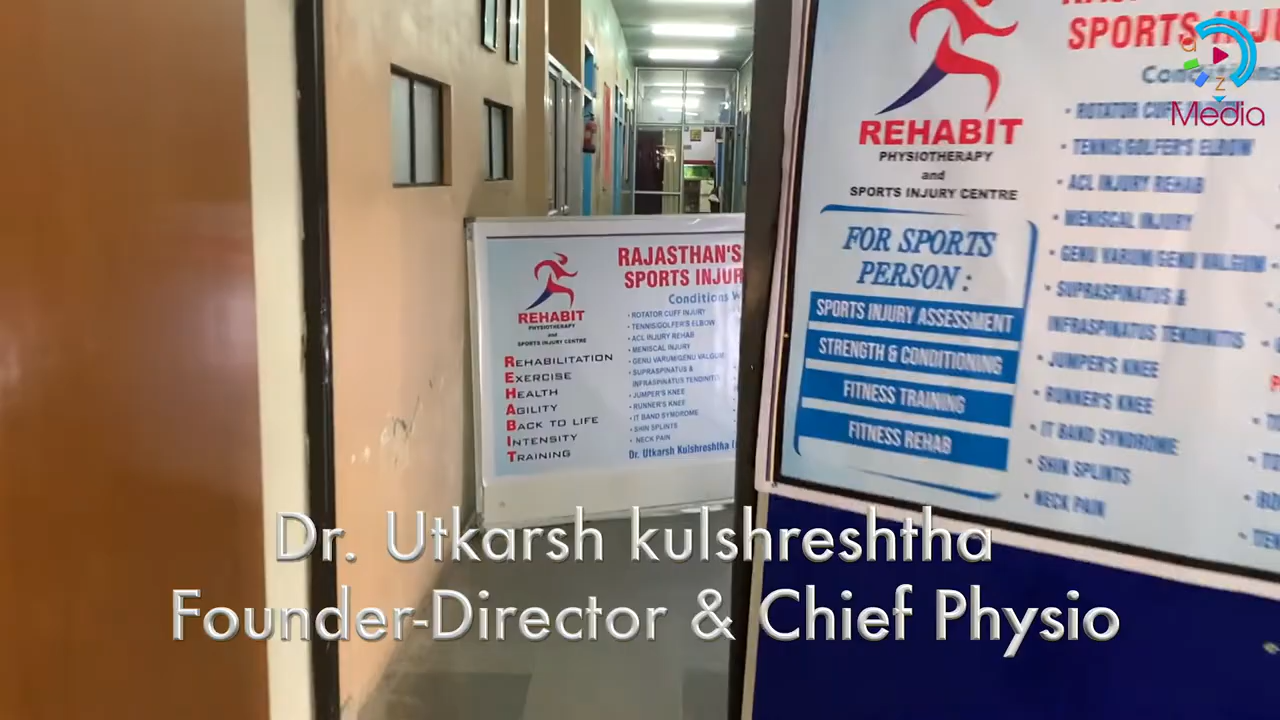 REHABIT
PHYSIOTHERAPY
and
SPORTS INJURY CENTRE
REHABILITATION
EXERCISE
HEALTH
AGILITY
BACK TO LIFE
INTENSITY
TRAINING
RAJASTHAN'S
SPORTS INJUR
Conditions W
• ROTATOR CUFF INJURY
• TENNIS/GOLFER'S ELBOW
• ACL INJURY REHAB
• MENISCAL INJURY
• GENU VARUM/GENU VALGUM
• SUPRASPINATUS &
INFRASPINATUS TENDINITIS
• JUMPER'S KNEE
• RUNNER'S KNEE
• IT BAND SYNDROME
• SHIN SPLINTS
• NECK PAIN
Dr. Utkarsh Kulshreshtha
REHABIT
PHYSIOTHERAPY
and
SPORTS INJURY CENTRE
FOR SPORTS
PERSON :
SPORTS INJURY ASSESSMENT
STRENGTH & CONDITIONING
FITNESS TRAINING
FITNESS REHAB
SPORTS INJU
• ROTATOR CUFF
• TENNIS/GOLFER'S ELBOW
• ACL INJURY REHAB
• MENISCAL INJURY
• GENU VARUM/GENU VALGUM
• SUPRASPINATUS &
INFRASPINATUS TENDINITIS
• JUMPER'S KNEE
• RUNNER'S KNEE
• IT BAND SYNDROME
• SHIN SPLINTS
• NECK PAIN
a
z
Media
Dr. Utkarsh kulshreshtha
Founder-Director & Chief Physio